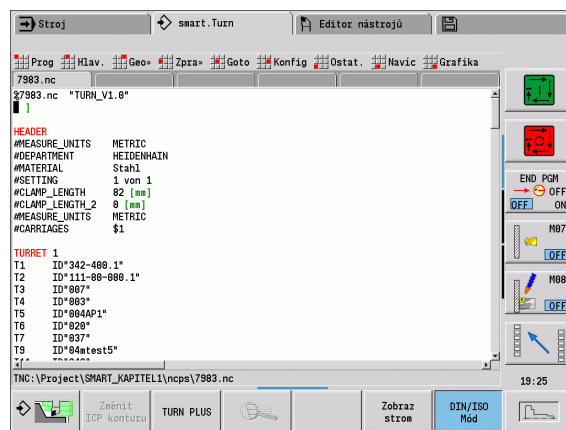 Stroj
smart.Turn
Editor nástrojů
Prog Hlav. Geo» Zpra» Goto Konfig Ostat. Navíc Grafika
7983.nc
%7983.nc "TURN_V1.0"
[ ]
HEADER
#MEASURE_UNITS METRIC
#DEPARTMENT HEIDENHAIN
#MATERIAL Stahl
#SETTING 1 von 1
#CLAMP_LENGTH 82 [mm]
#CLAMP_LENGTH_2 0 [mm]
#MEASURE_UNITS METRIC
#CARRIAGES $1
TURRET 1
T1 ID"342-400.1"
T2 ID"111-80-080.1"
T3 ID"007"
T4 ID"003"
T5 ID"004AP1"
T6 ID"020"
T7 ID"037"
T9 ID"04mtest5"
TNC:\Project\SMART_KAPITEL1\ncps\7983.nc
END PGM
OFF
OFF ON
M07
OFF
M08
OFF
19:25
Změnit
ICP konturu
TURN PLUS
Zobraz
strom
DIN/ISO
Mód